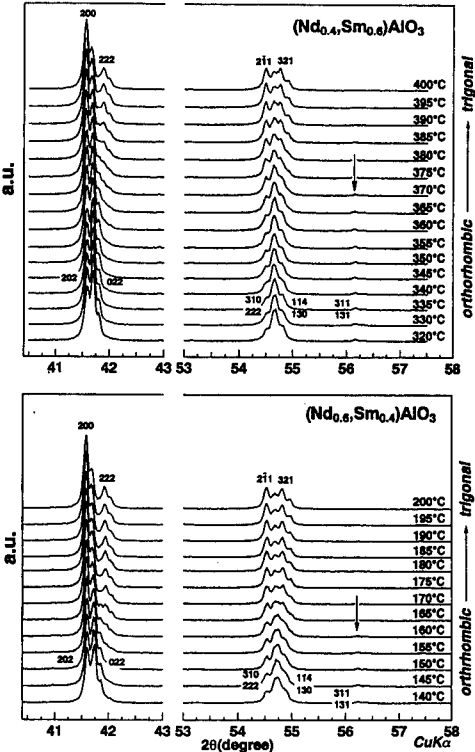 (Nd0.4,Sm0.6)AlO3
200
222
21̄1 321
400°C
395°C
390°C
385°C
380°C
375°C
370°C
365°C
360°C
355°C
350°C
345°C
340°C
335°C
330°C
320°C
202
022
310
222
114
130
311
131
a.u.
orthorhombic
trigonal
41 42 43 53 54 55 56 57 58
(Nd0.6,Sm0.4)AlO3
200
222
21̄1 321
200°C
195°C
190°C
185°C
180°C
175°C
170°C
165°C
160°C
155°C
150°C
145°C
140°C
202
022
310
222
114
130
311
131
a.u.
orthrhombic
trigonal
41 42 43 53 54 55 56 57 58
2θ(degree)
CuKα